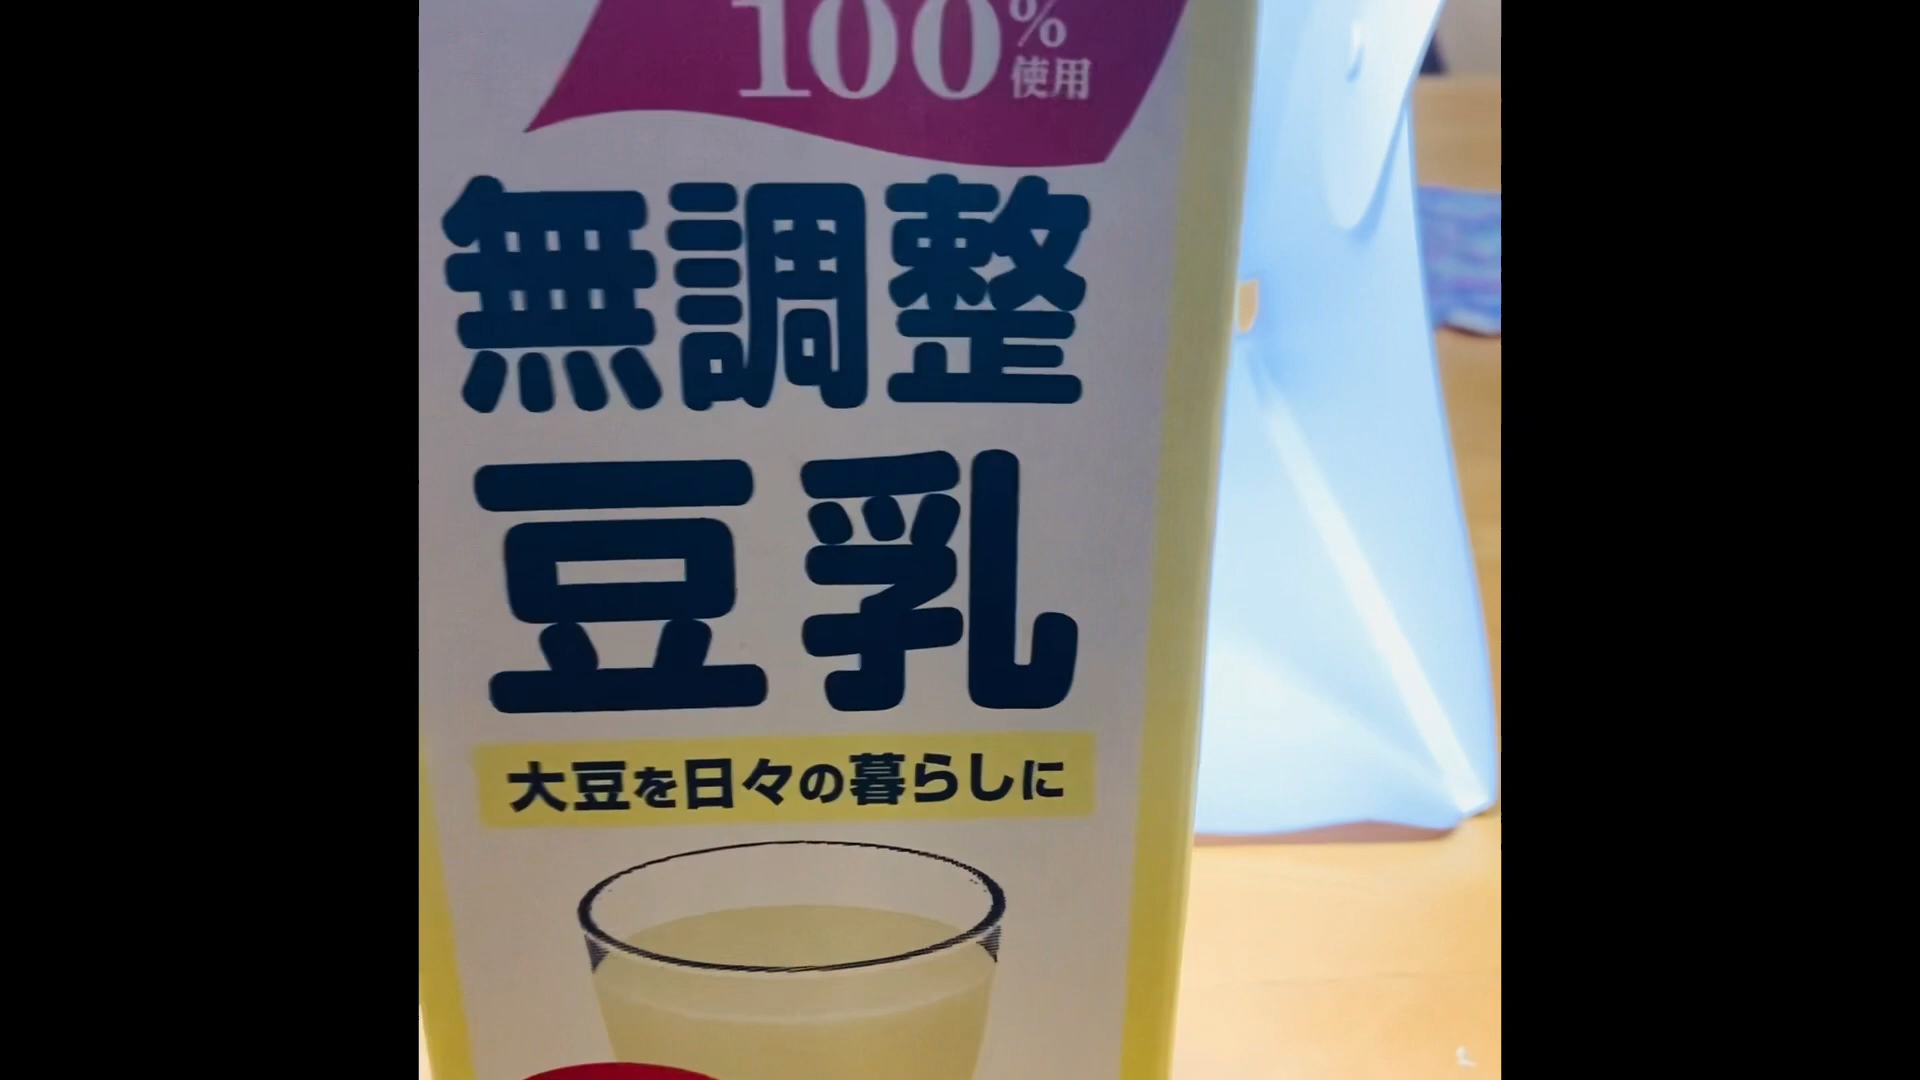 100%
使用
無調整
豆乳
大豆を日々の暮らしに